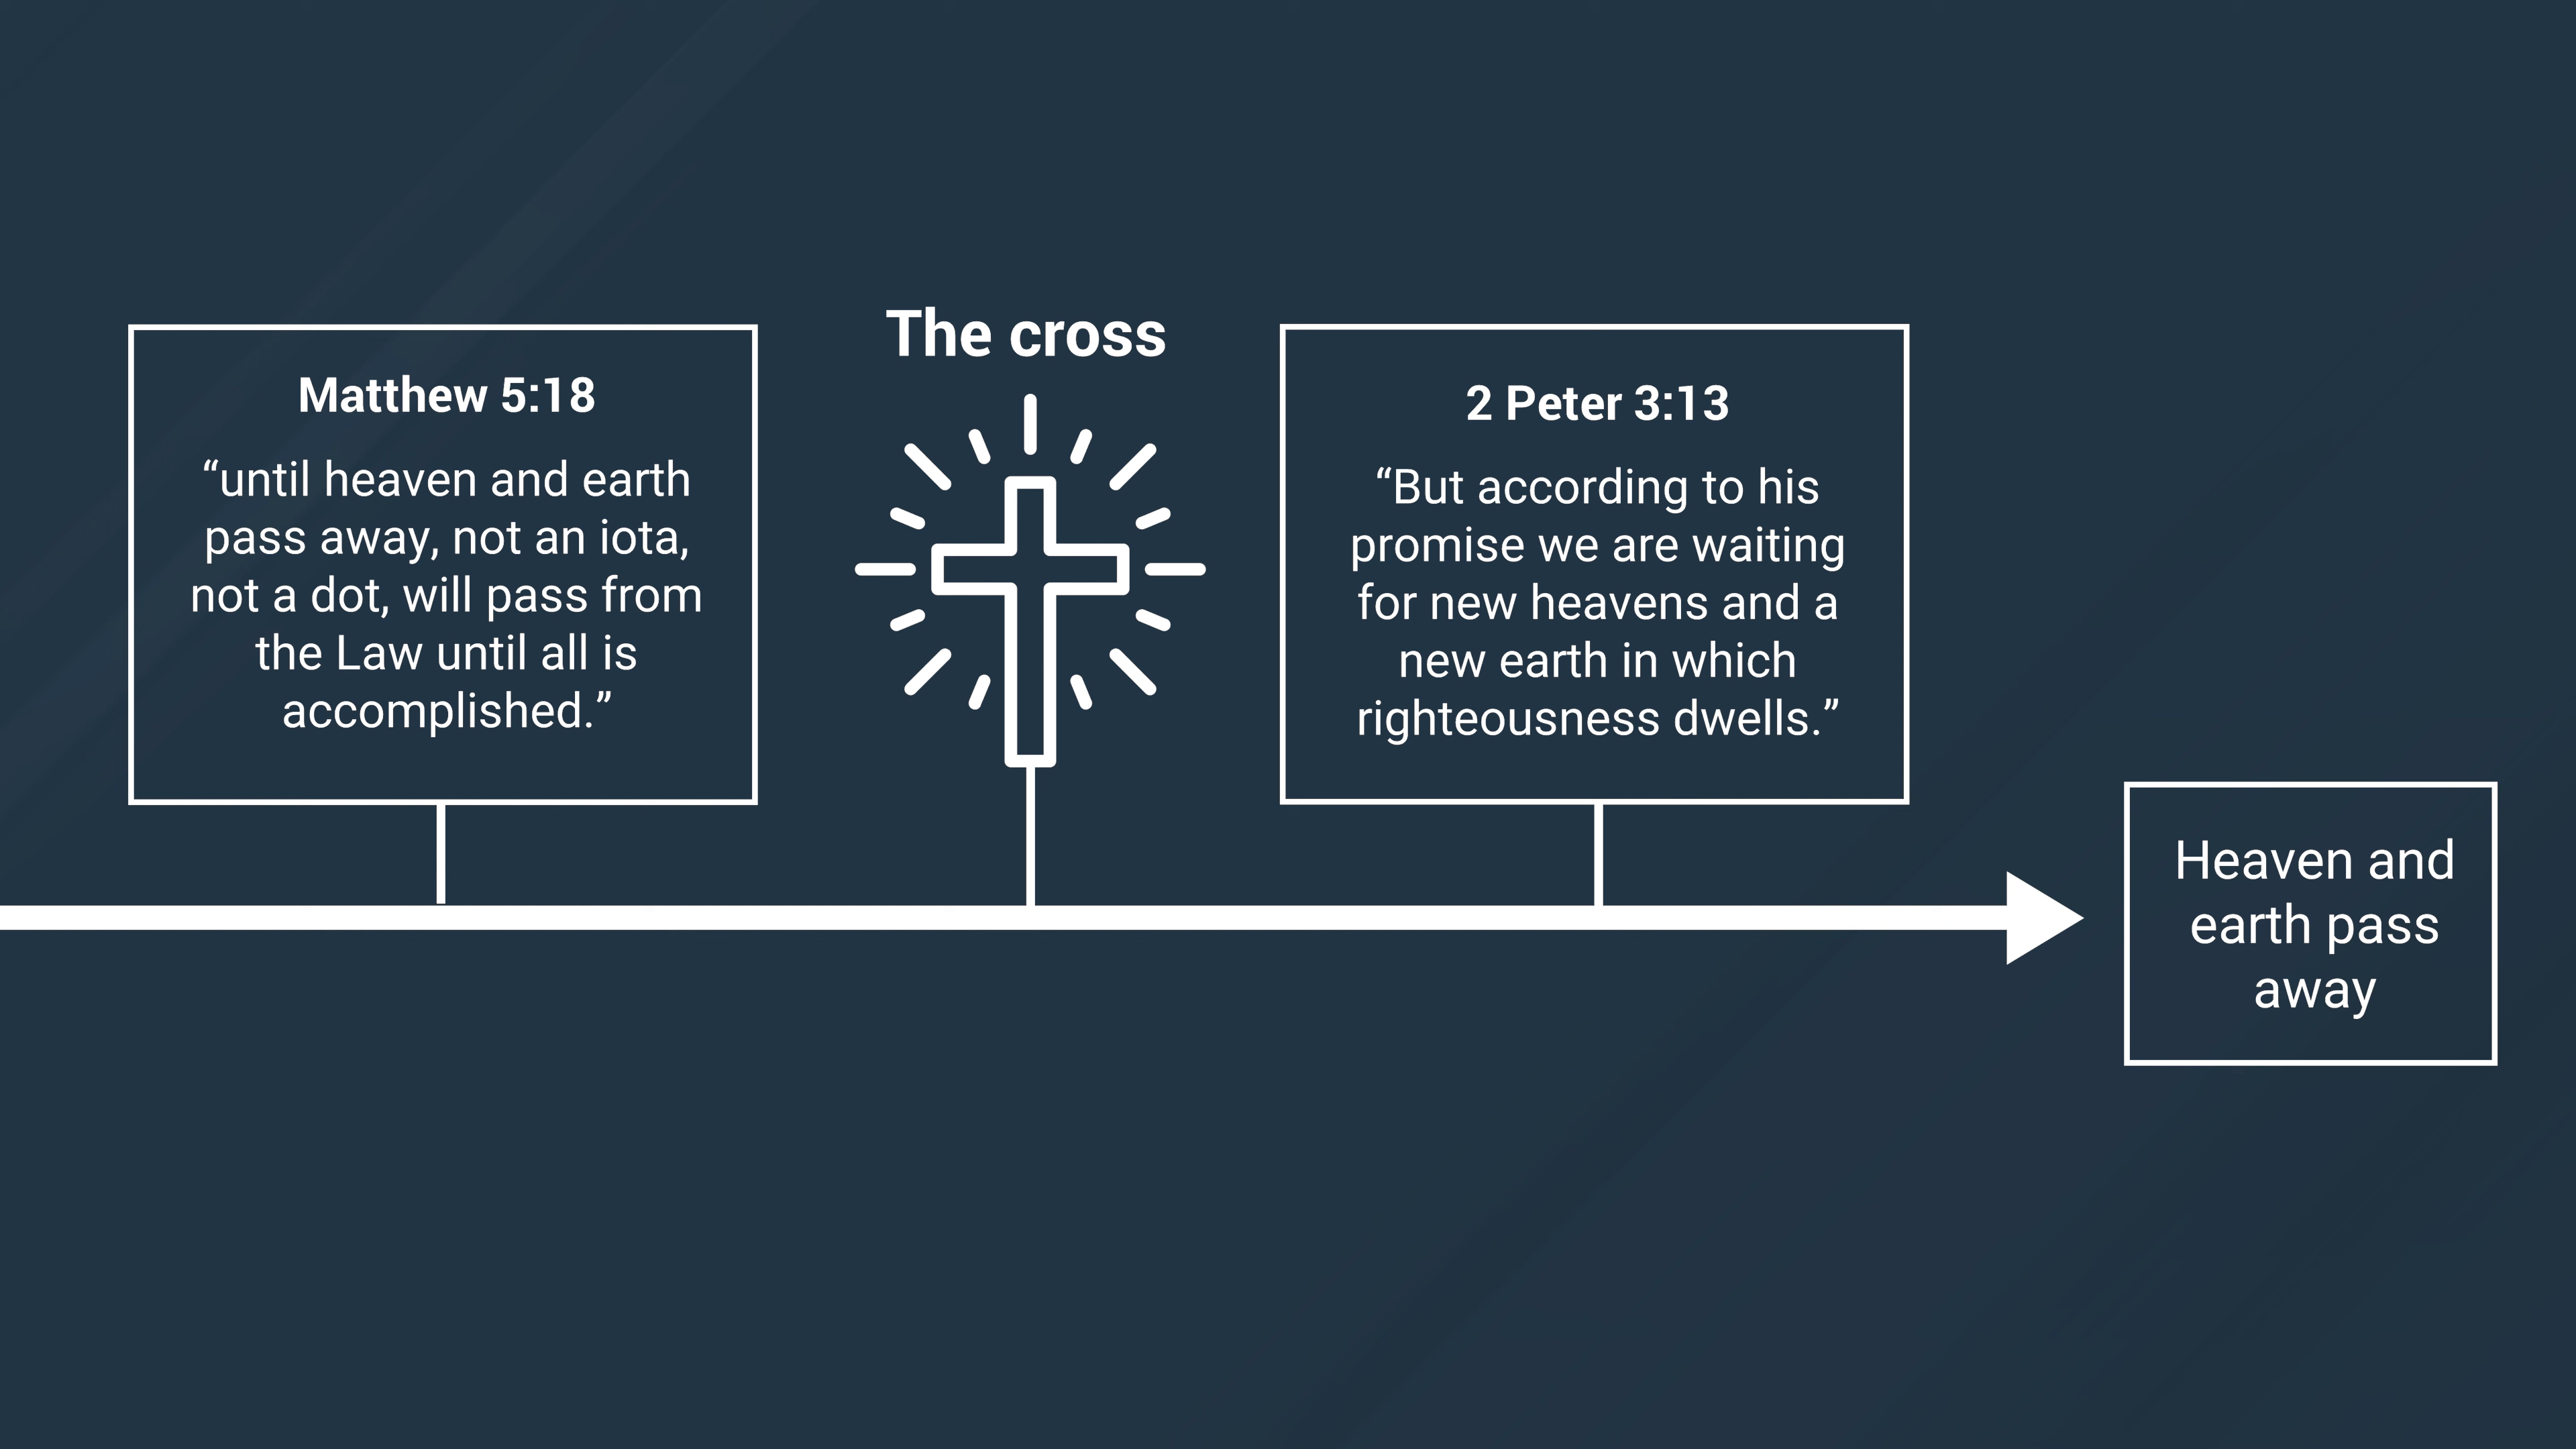 Matthew 5:18
“until heaven and earth
pass away, not an iota,
not a dot, will pass from
the Law until all is
accomplished.”
The cross
2 Peter 3:13
“But according to his
promise we are waiting
for new heavens and a
new earth in which
righteousness dwells.”
Heaven and
earth pass
away